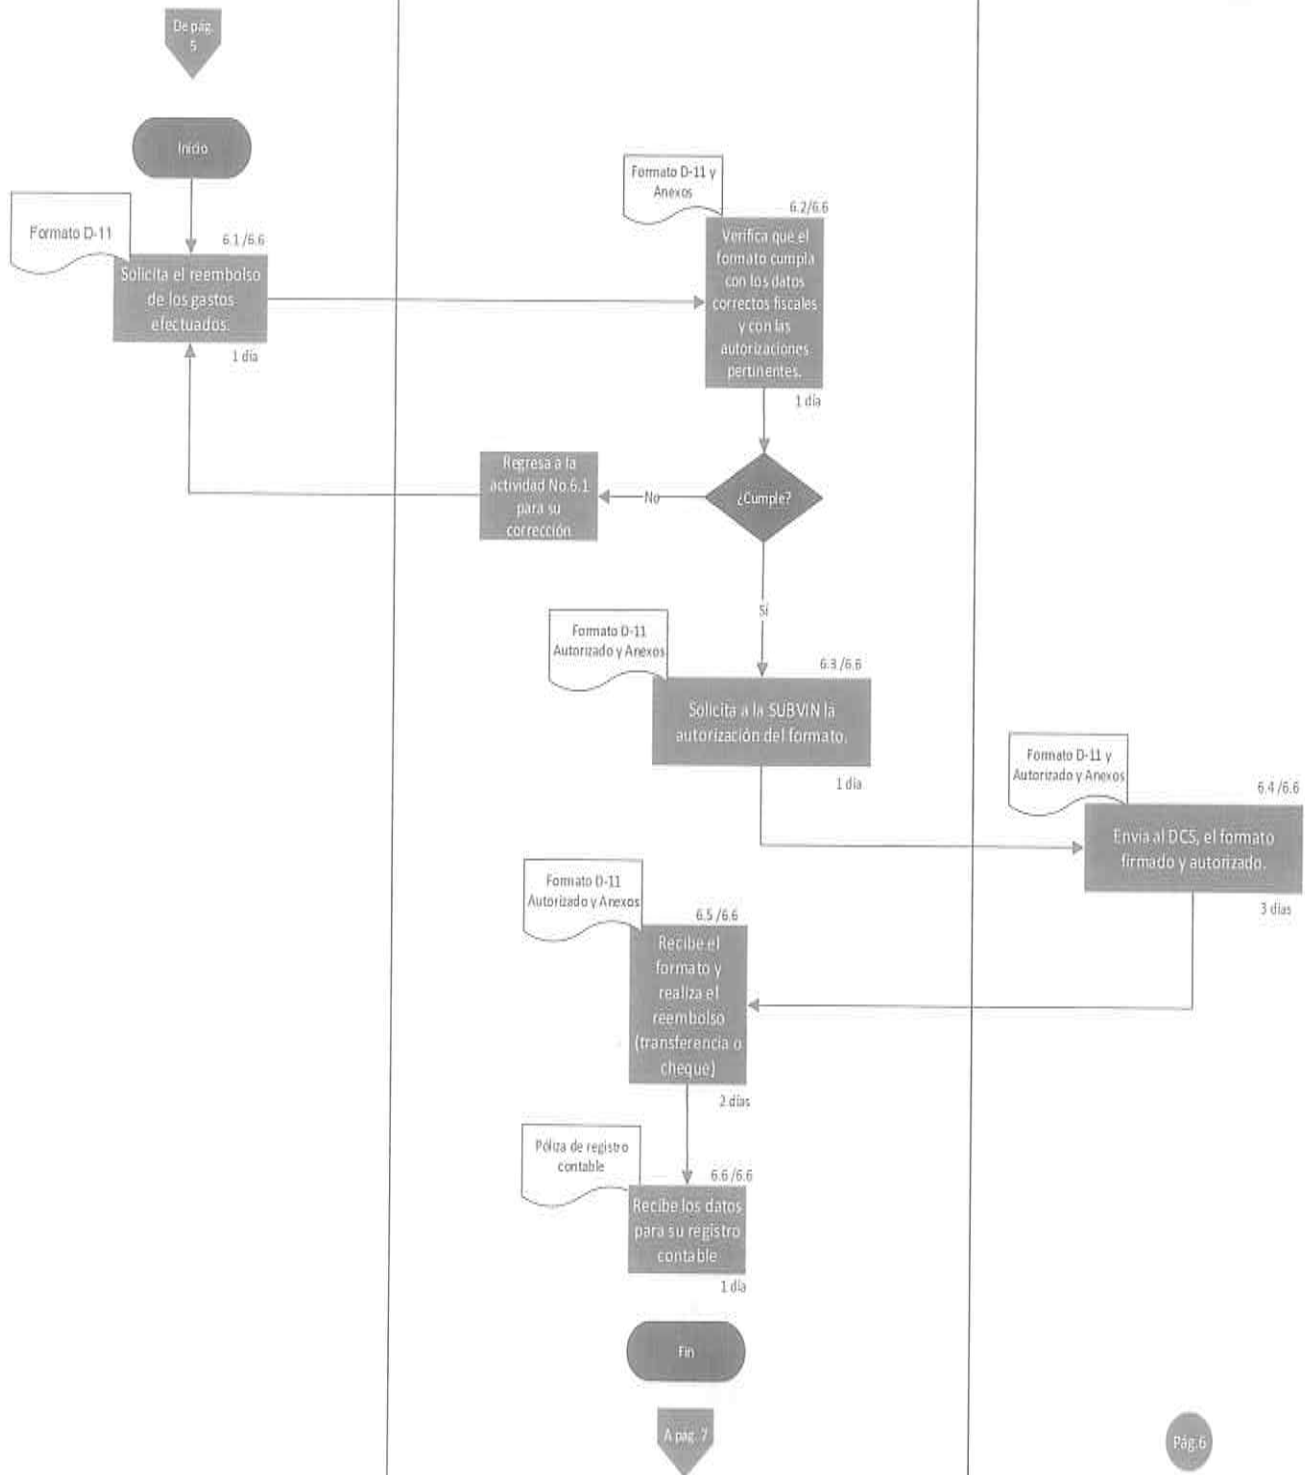 De pág.
5
Inicio
Formato D-11
6.1/6.6
Solicita el reembolso
de los gastos
efectuados.
1 día
Formato D-11 y
Anexos
6.2/6.6
Verifica que el
formato cumpla
con los datos
correctos fiscales
y con las
autorizaciones
pertinentes.
1 día
¿Cumple?
No
Regresa a la
actividad No.6.1
para su
corrección
Sí
Formato D-11
Autorizado y Anexos
6.3/6.6
Solicita a la SUBVIN la
autorización del formato.
1 día
Formato D-11 y
Autorizado y Anexos
6.4/6.6
Envía al DCS, el formato
firmado y autorizado.
3 días
Formato D-11
Autorizado y Anexos
6.5/6.6
Recibe el
formato y
realiza el
reembolso
(transferencia o
cheque)
2 días
Póliza de registro
contable
6.6/6.6
Recibe los datos
para su registro
contable
1 día
Fin
A pág. 7
Pág.6